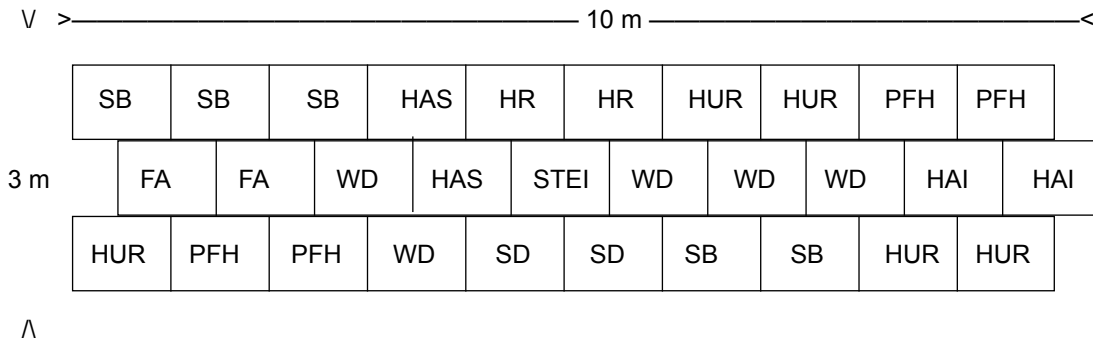 \/ >——————————————— 10 m ———————————————<
SB SB SB HAS HR HR HUR HUR PFH PFH
3 m FA FA WD HAS STEI WD WD WD HAI HAI
HUR PFH PFH WD SD SD SB SB HUR HUR
/\